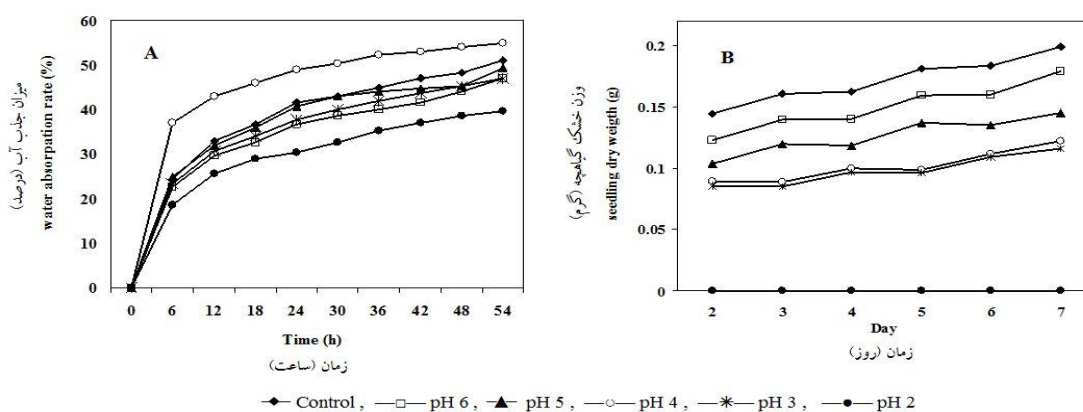 A
60
50
40
30
20
10
0
میزان جذب آب (درصد)
water absorpation rate (%)
0 6 12 18 24 30 36 42 48 54
Time (h)
زمان (ساعت)
B
0.2
0.15
0.1
0.05
0
وزن خشک گیاهچه (گرم)
seedling dry weigth (g)
2 3 4 5 6 7
Day
زمان (روز)
Control , pH 6 , pH 5 , pH 4 , pH 3 , pH 2